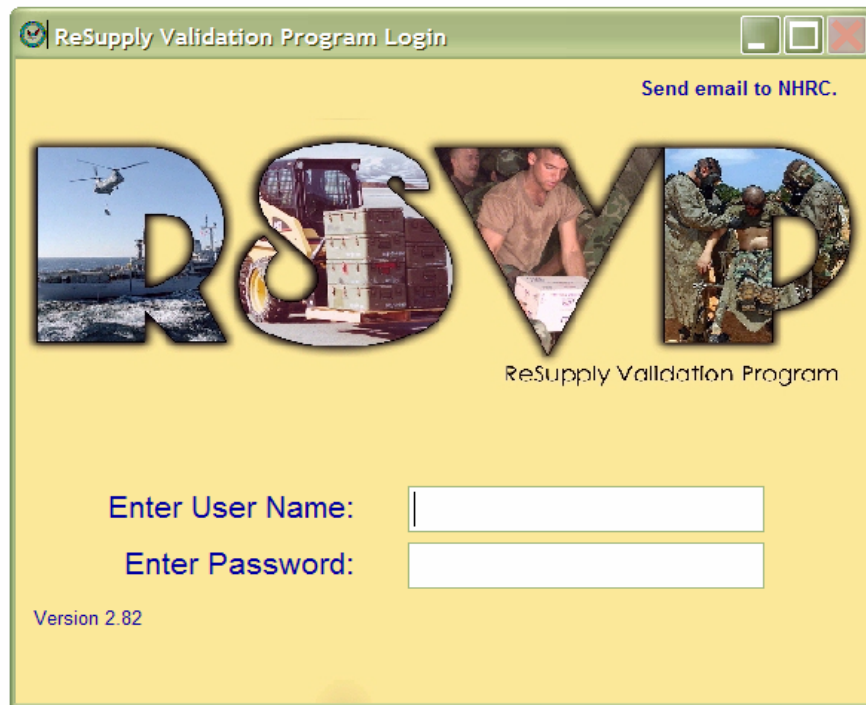 ReSupply Validation Program Login
Send email to NHRC.
RSVP
ReSupply Validation Program
Enter User Name:
Enter Password:
Version 2.82